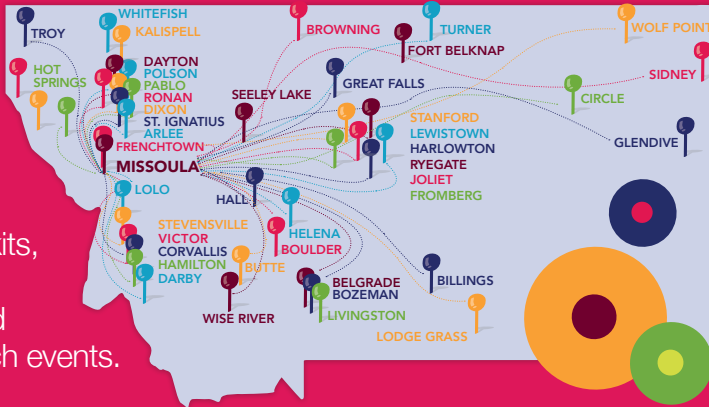 WHITEFISH
TROY
KALISPELL
BROWNING
TURNER
WOLF POINT
FORT BELKNAP
HOT
SPRINGS
DAYTON
POLSON
PABLO
RONAN
DIXON
ST. IGNATIUS
ARLEE
SEELEY LAKE
GREAT FALLS
SIDNEY
CIRCLE
GLENDIVE
FRENCHTOWN
MISSOULA
STANFORD
LEWISTOWN
HARLOWTON
RYEGATE
JOLIET
FROMBERG
LOLO
HALL
STEVENSVILLE
VICTOR
CORVALLIS
HAMILTON
DARBY
HELENA
BOULDER
BUTTE
WISE RIVER
BELGRADE
BOZEMAN
LIVINGSTON
BILLINGS
LODGE GRASS
kits,
ch events.